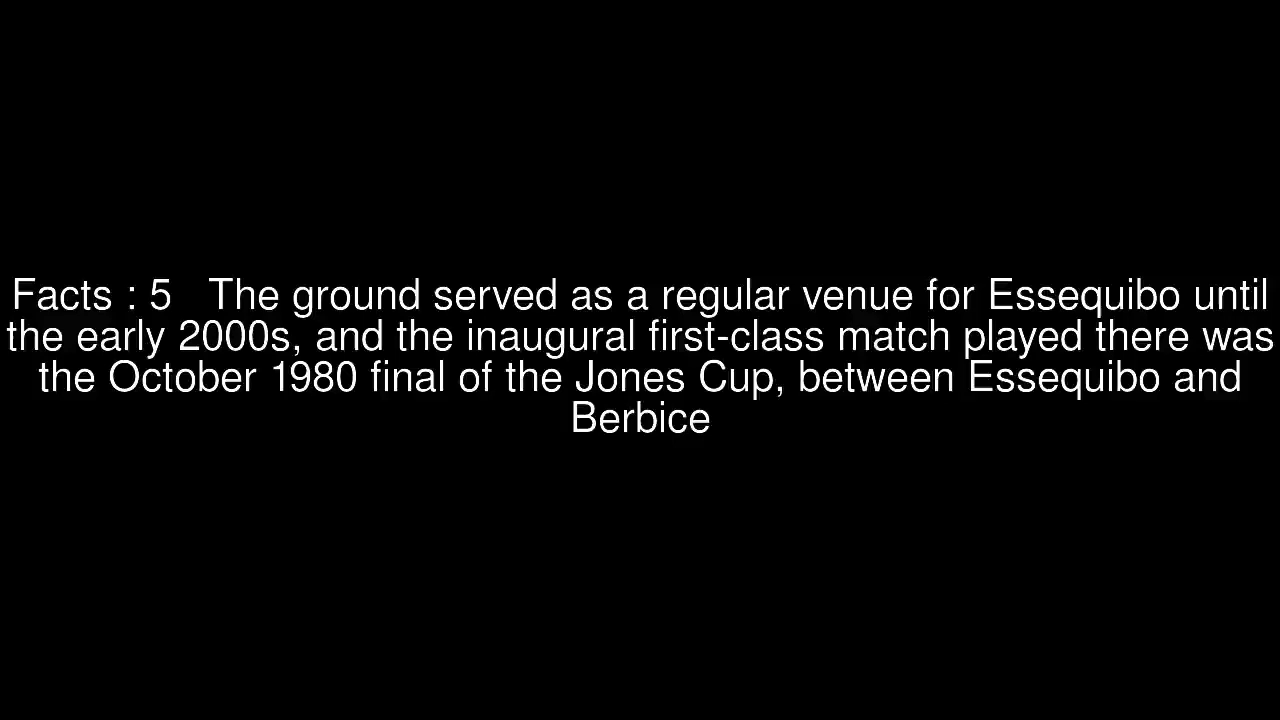 Facts : 5   The ground served as a regular venue for Essequibo until
the early 2000s, and the inaugural first-class match played there was
the October 1980 final of the Jones Cup, between Essequibo and
Berbice